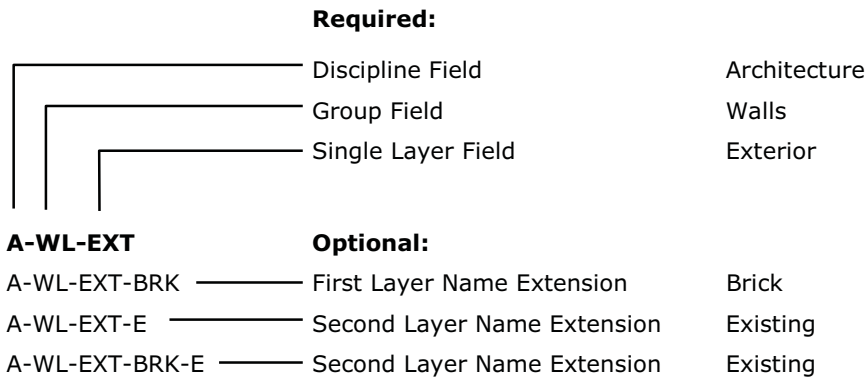 Required:
Discipline Field Architecture
Group Field Walls
Single Layer Field Exterior
A-WL-EXT Optional:
A-WL-EXT-BRK First Layer Name Extension Brick
A-WL-EXT-E Second Layer Name Extension Existing
A-WL-EXT-BRK-E Second Layer Name Extension Existing